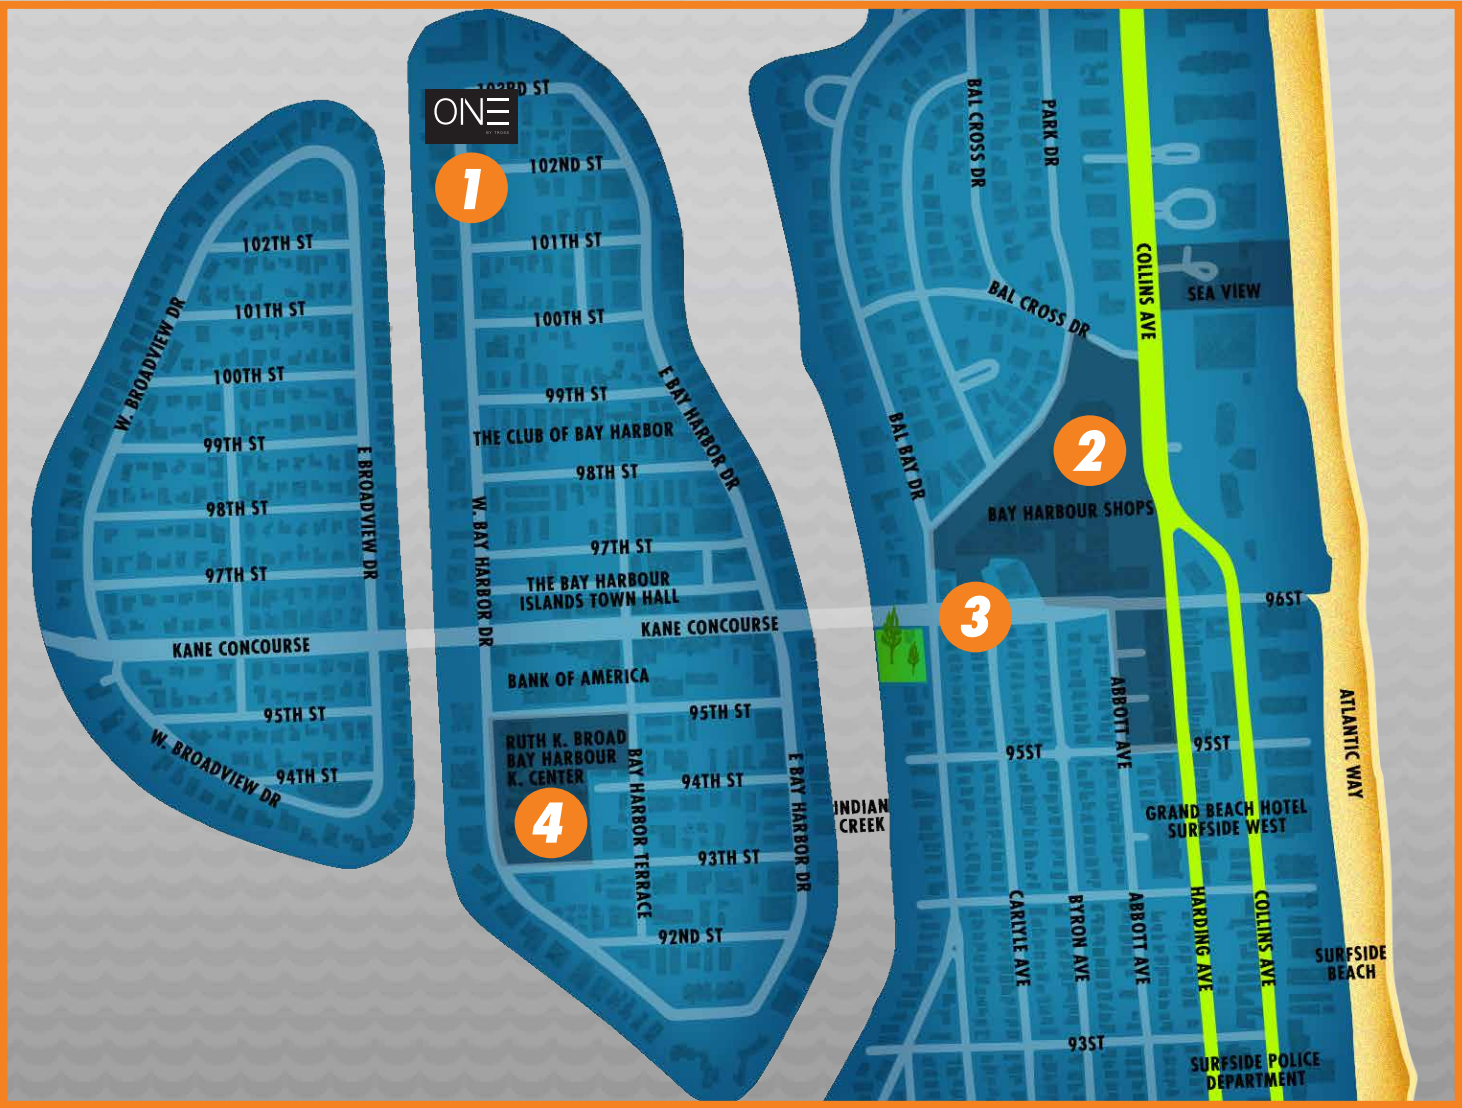 103RD ST
ONE
1
102ND ST
101TH ST
100TH ST
99TH ST
THE CLUB OF BAY HARBOR
98TH ST
97TH ST
THE BAY HARBOUR
ISLANDS TOWN HALL
KANE CONCOURSE
BANK OF AMERICA
95TH ST
RUTH K. BROAD
BAY HARBOUR
K. CENTER
4
94TH ST
93TH ST
92ND ST
BAY HARBOR TERRACE
W. BAY HARBOR DR
E BAY HARBOR DR
E BAY HARBOR DR
102TH ST
101TH ST
100TH ST
99TH ST
98TH ST
97TH ST
KANE CONCOURSE
95TH ST
94TH ST
W. BROADVIEW DR
W. BROADVIEW DR
E BROADVIEW DR
BAL CROSS DR
PARK DR
COLLINS AVE
SEA VIEW
BAL CROSS DR
BAL BAY DR
2
BAY HARBOUR SHOPS
3
96ST
ABBOTT AVE
95ST
95ST
ATLANTIC WAY
INDIAN
CREEK
GRAND BEACH HOTEL
SURFSIDE WEST
CARLYLE AVE
BYRON AVE
ABBOTT AVE
HARDING AVE
COLLINS AVE
SURFSIDE
BEACH
93ST
SURFSIDE POLICE
DEPARTMENT